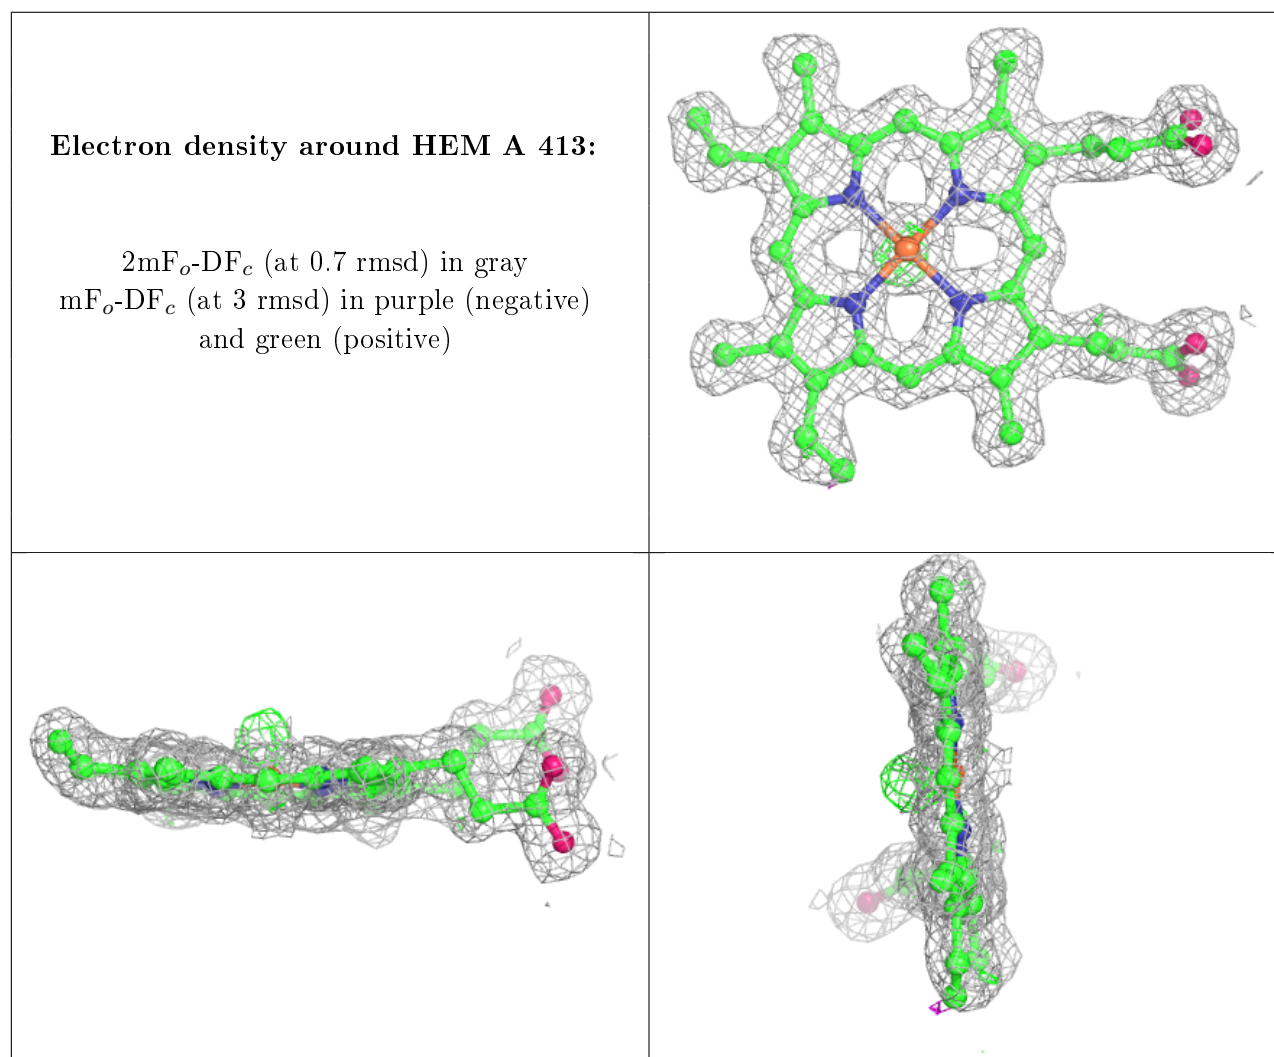 Electron density around HEM A 413:
2mFo-DFc (at 0.7 rmsd) in gray
mFo-DFc (at 3 rmsd) in purple (negative)
and green (positive)